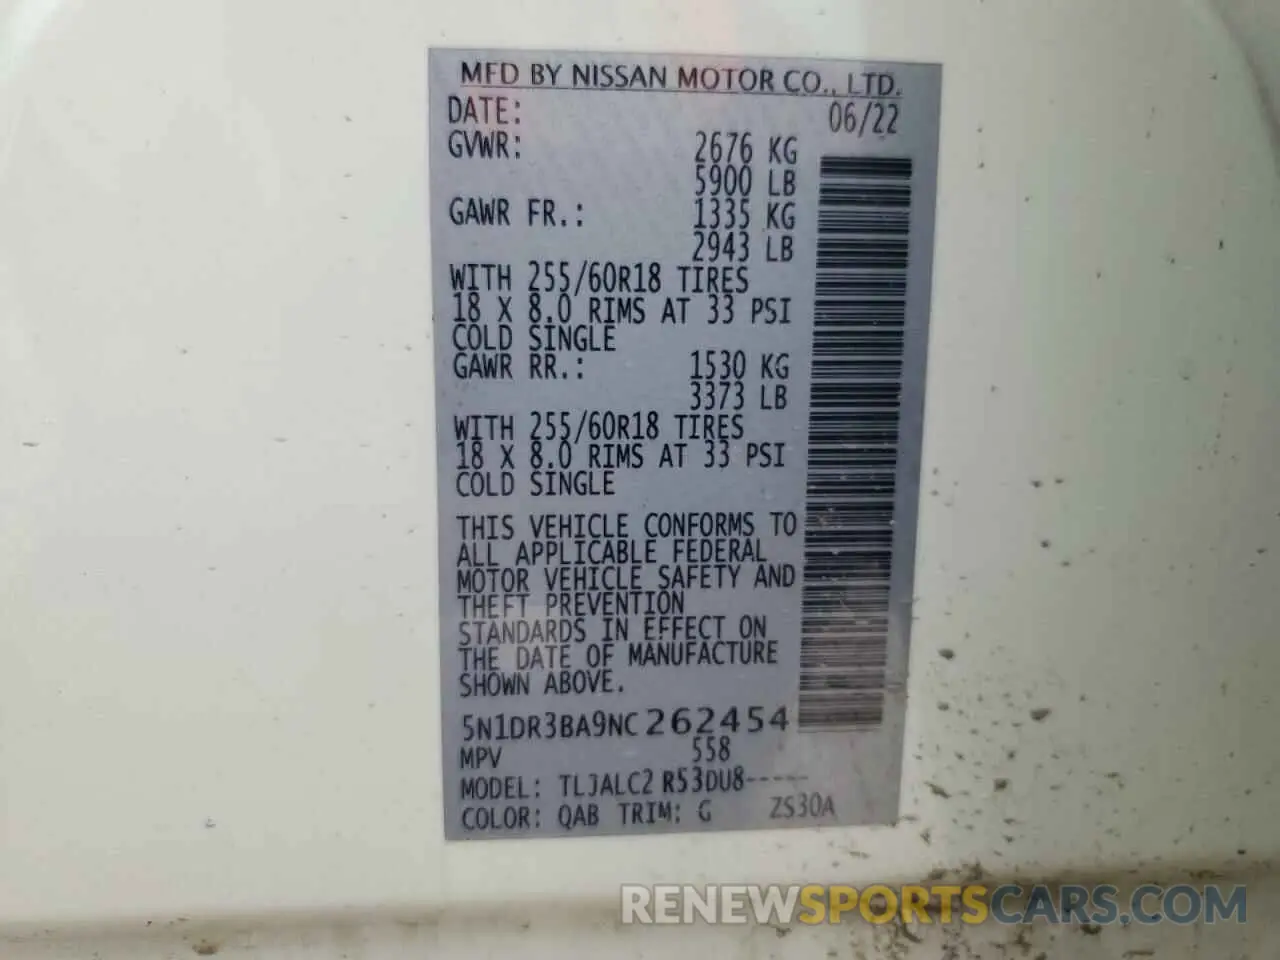 MFD BY NISSAN MOTOR CO., LTD.
DATE: 06/22
GVWR: 2676 KG
5900 LB
GAWR FR.: 1335 KG
2943 LB
WITH 255/60R18 TIRES
18 X 8.0 RIMS AT 33 PSI
COLD SINGLE
GAWR RR.: 1530 KG
3373 LB
WITH 255/60R18 TIRES
18 X 8.0 RIMS AT 33 PSI
COLD SINGLE
THIS VEHICLE CONFORMS TO
ALL APPLICABLE FEDERAL
MOTOR VEHICLE SAFETY AND
THEFT PREVENTION
STANDARDS IN EFFECT ON
THE DATE OF MANUFACTURE
SHOWN ABOVE.
5N1DR3BA9NC262454
MPV 558
MODEL: TLJALC2 R53DU8-----
COLOR: QAB TRIM: G ZS30A
RENEWSPORTSCARS.COM